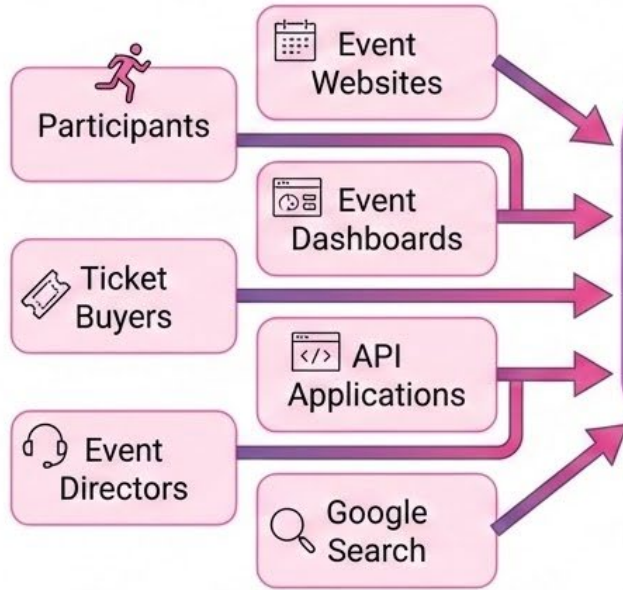 Event
Websites
Participants
Event
Dashboards
Ticket
Buyers
</>
API
Applications
Event
Directors
Google
Search